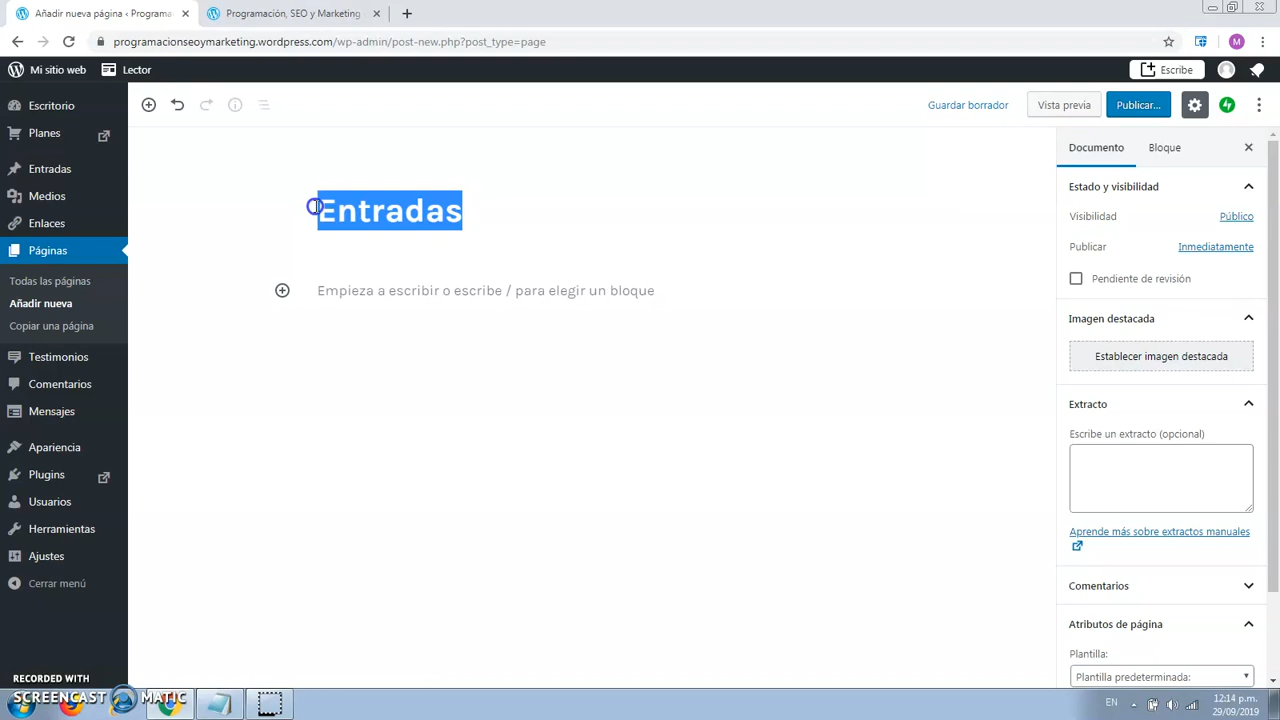 Añadir nueva página ‹ Programa
Programación, SEO y Marketing
programacionseoymarketing.wordpress.com/wp-admin/post-new.php?post_type=page
M
Mi sitio web
Lector
Escribe
Escritorio
Planes
Entradas
Medios
Enlaces
Páginas
Todas las páginas
Añadir nueva
Copiar una página
Testimonios
Comentarios
Mensajes
Apariencia
Plugins
Usuarios
Herramientas
Ajustes
Cerrar menú
Guardar borrador
Vista previa
Publicar...
Entradas
Empieza a escribir o escribe / para elegir un bloque
Documento
Bloque
Estado y visibilidad
Visibilidad
Público
Publicar
Inmediatamente
Pendiente de revisión
Imagen destacada
Establecer imagen destacada
Extracto
Escribe un extracto (opcional)
Aprende más sobre extractos manuales
Comentarios
Atributos de página
Plantilla:
Plantilla predeterminada:
RECORDED WITH
SCREENCAST MATIC
EN
12:14 p.m.
29/09/2019